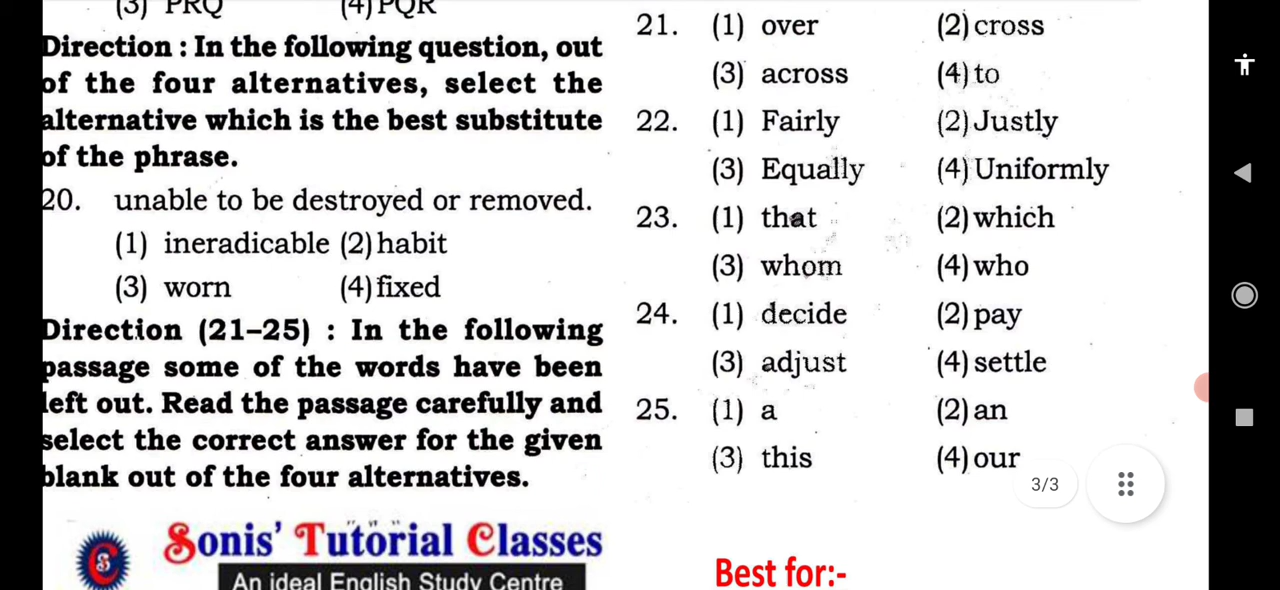 (3) PRQ (4) PQR
Direction : In the following question, out
of the four alternatives, select the
alternative which is the best substitute
of the phrase.
20. unable to be destroyed or removed.
(1) ineradicable (2) habit
(3) worn (4) fixed
Direction (21–25) : In the following
passage some of the words have been
left out. Read the passage carefully and
select the correct answer for the given
blank out of the four alternatives.
Sonis' Tutorial Classes
An ideal English Study Centre
21. (1) over (2) cross
(3) across (4) to
22. (1) Fairly (2) Justly
(3) Equally (4) Uniformly
23. (1) that (2) which
(3) whom (4) who
24. (1) decide (2) pay
(3) adjust (4) settle
25. (1) a (2) an
(3) this (4) our
3/3
Best for:-